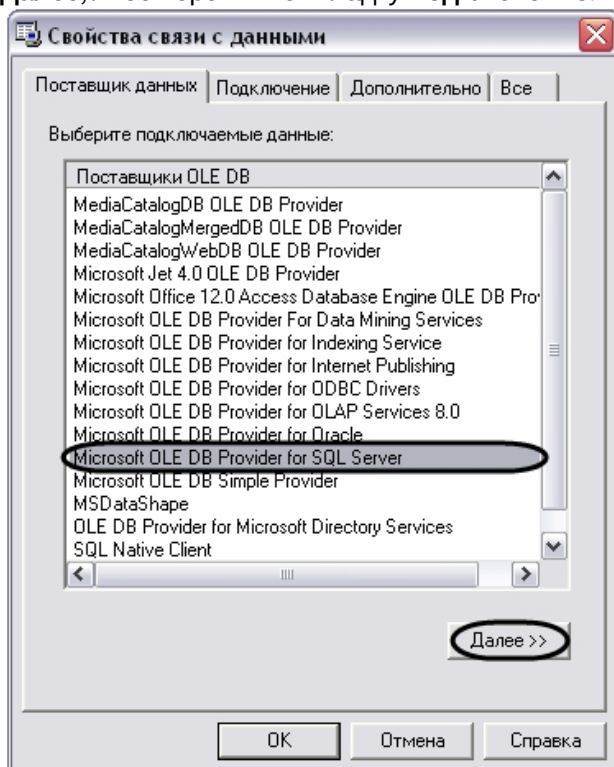 Свойства связи с данными
Поставщик данных Подключение Дополнительно Все
Выберите подключаемые данные:
Поставщики OLE DB
MediaCatalogDB OLE DB Provider
MediaCatalogMergedDB OLE DB Provider
MediaCatalogWebDB OLE DB Provider
Microsoft Jet 4.0 OLE DB Provider
Microsoft Office 12.0 Access Database Engine OLE DB Pro
Microsoft OLE DB Provider For Data Mining Services
Microsoft OLE DB Provider for Indexing Service
Microsoft OLE DB Provider for Internet Publishing
Microsoft OLE DB Provider for ODBC Drivers
Microsoft OLE DB Provider for OLAP Services 8.0
Microsoft OLE DB Provider for Oracle
Microsoft OLE DB Provider for SQL Server
Microsoft OLE DB Simple Provider
MSDataShape
OLE DB Provider for Microsoft Directory Services
SQL Native Client
Далее >>
OK Отмена Справка